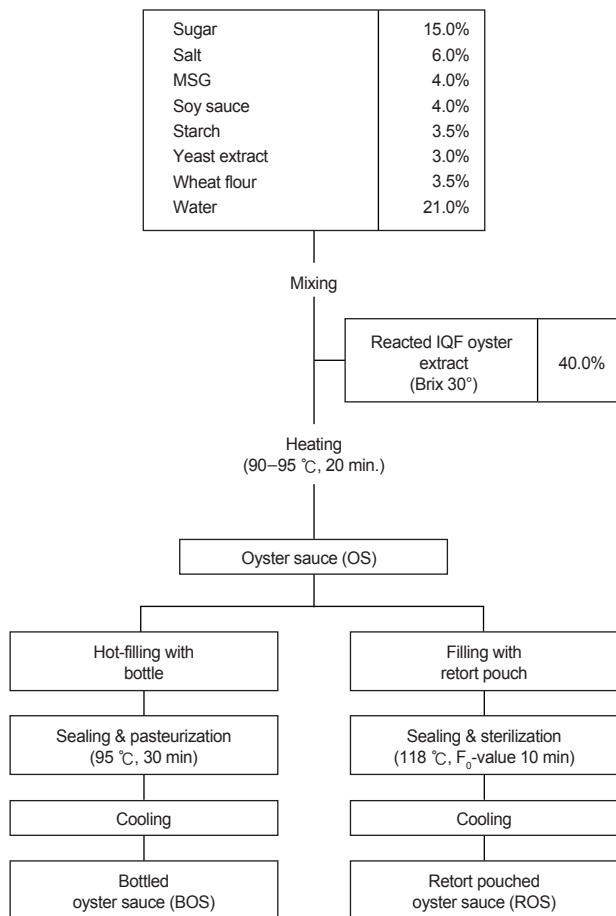 Sugar 15.0%
Salt 6.0%
MSG 4.0%
Soy sauce 4.0%
Starch 3.5%
Yeast extract 3.0%
Wheat flour 3.5%
Water 21.0%
Mixing
Reacted IQF oyster
extract
(Brix 30°)
40.0%
Heating
(90–95 ℃, 20 min.)
Oyster sauce (OS)
Hot-filling with
bottle
Sealing & pasteurization
(95 ℃, 30 min)
Cooling
Bottled
oyster sauce (BOS)
Filling with
retort pouch
Sealing & sterilization
(118 ℃, F₀-value 10 min)
Cooling
Retort pouched
oyster sauce (ROS)